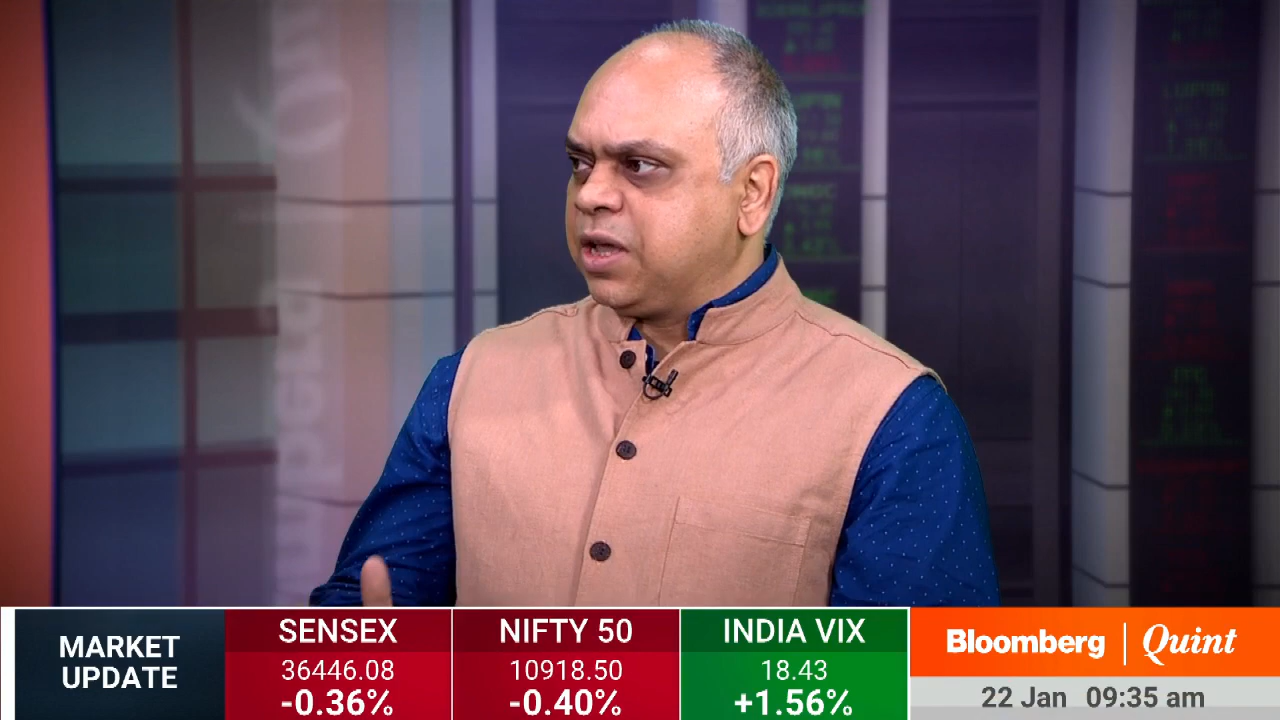 MARKET
UPDATE
SENSEX
36446.08
-0.36%
NIFTY 50
10918.50
-0.40%
INDIA VIX
18.43
+1.56%
Bloomberg | Quint
22 Jan 09:35 am